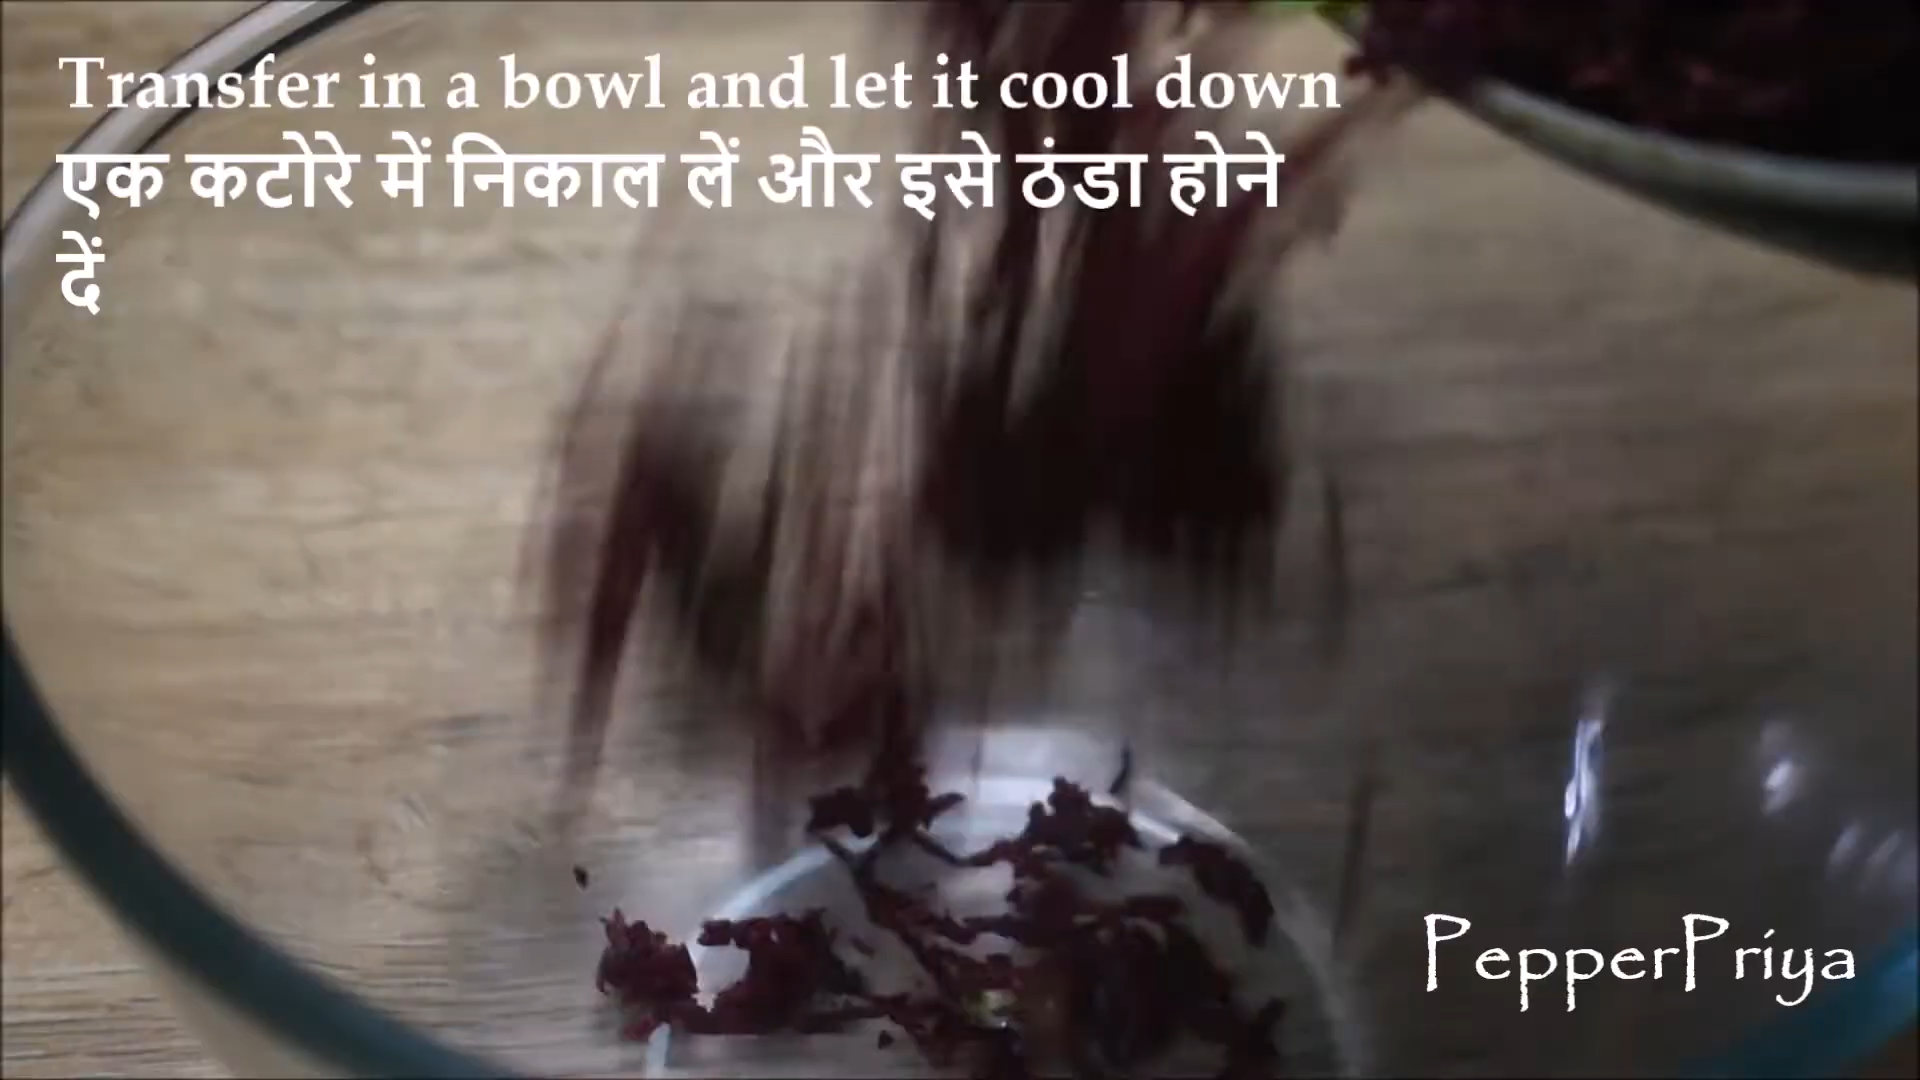 Transfer in a bowl and let it cool down
एक कटोरे में निकाल लें और इसे ठंडा होने
दें
PepperPriya